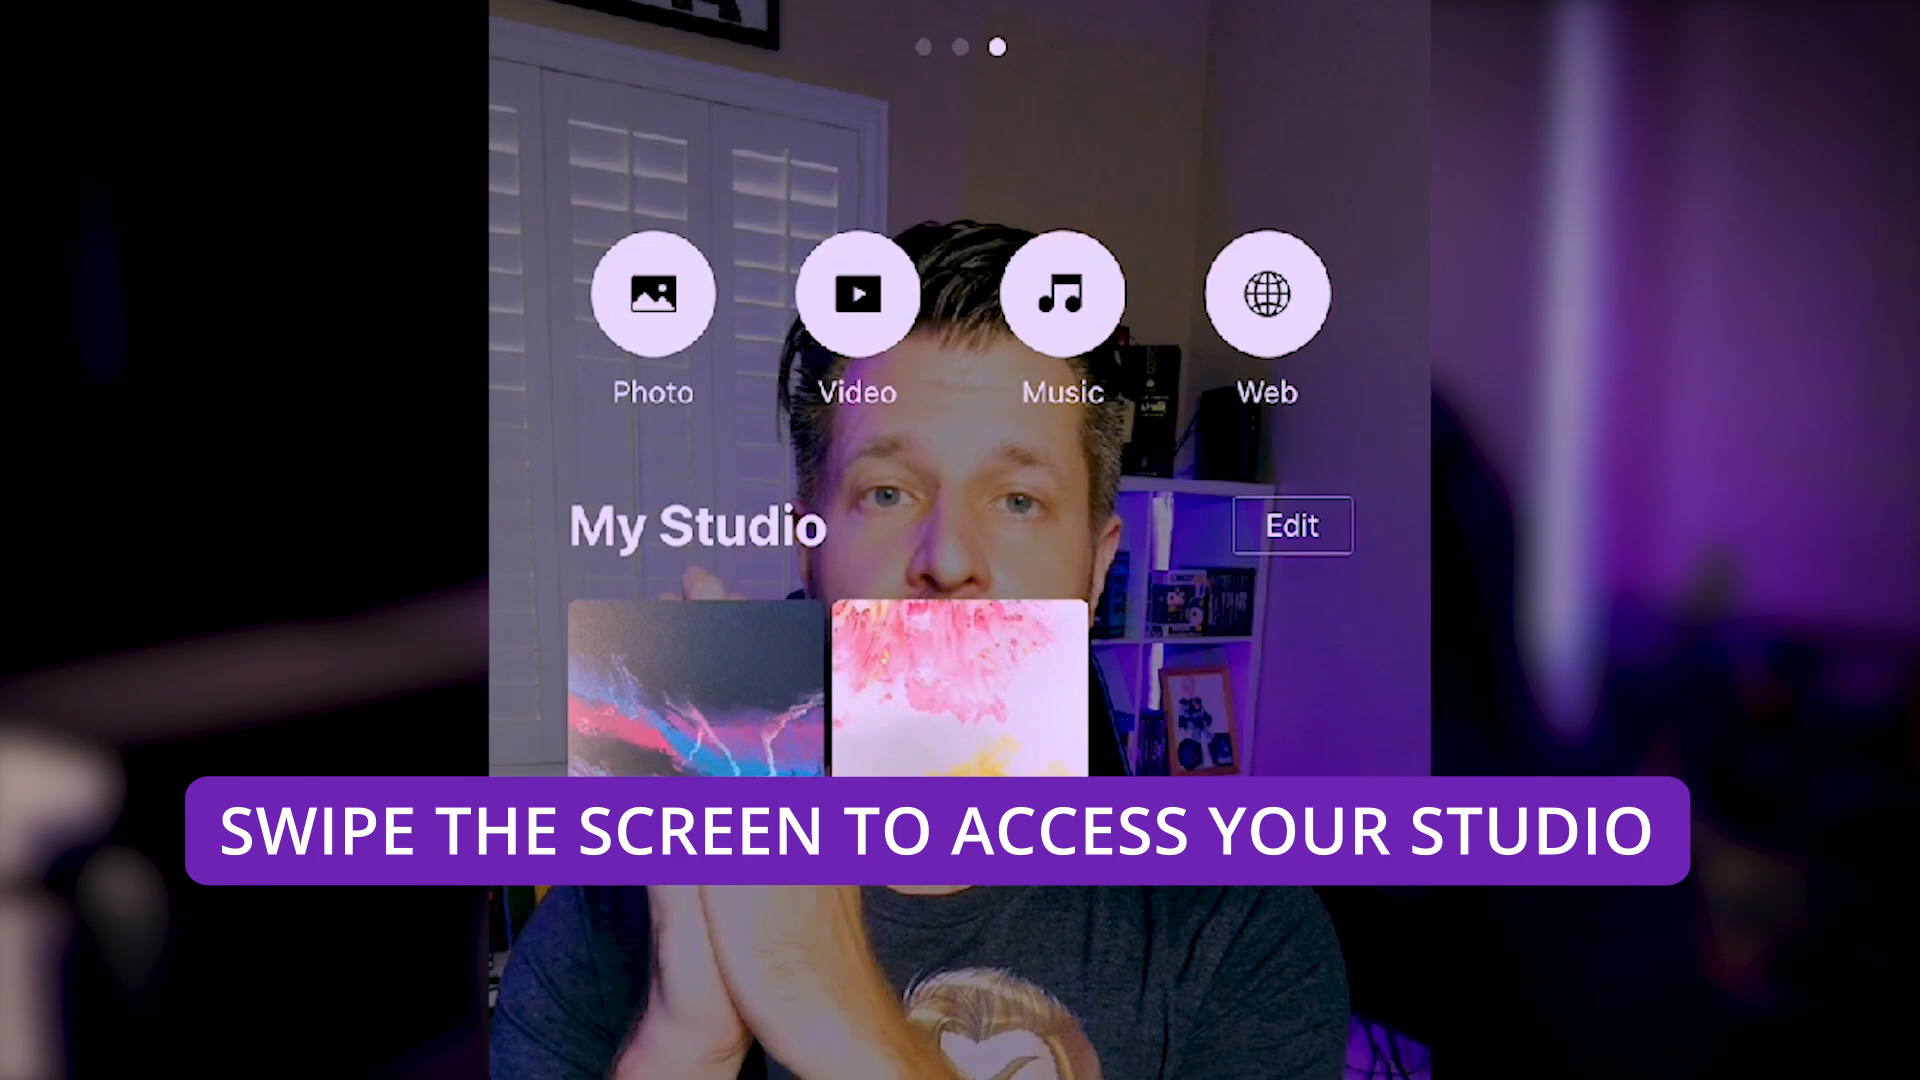 Photo
Video
Music
Web
My Studio
Edit
SWIPE THE SCREEN TO ACCESS YOUR STUDIO